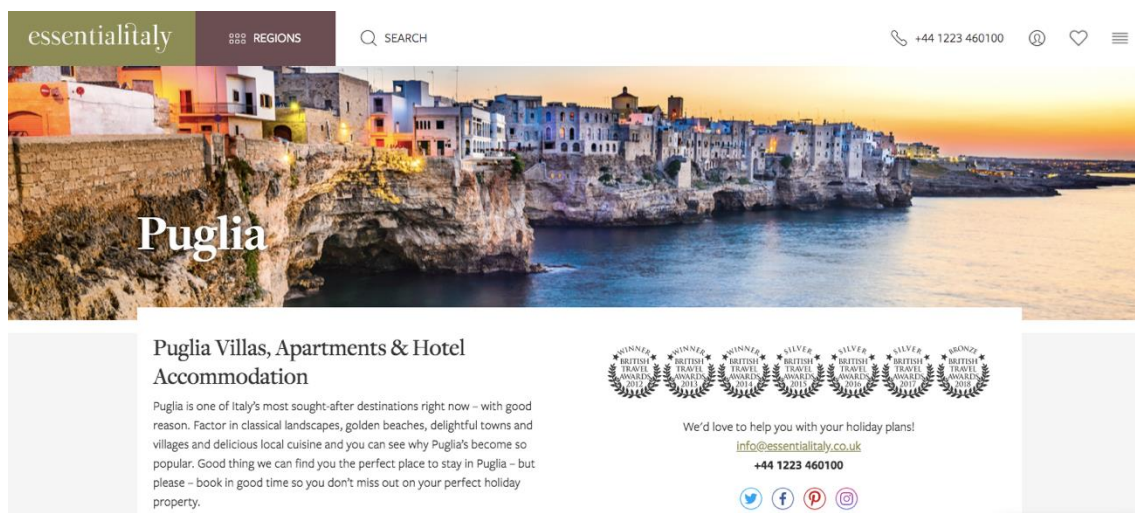 essentialitaly
REGIONS
SEARCH
+44 1223 460100
Puglia
Puglia Villas, Apartments & Hotel
Accommodation
Puglia is one of Italy's most sought-after destinations right now – with good
reason. Factor in classical landscapes, golden beaches, delightful towns and
villages and delicious local cuisine and you can see why Puglia's become so
popular. Good thing we can find you the perfect place to stay in Puglia – but
please – book in good time so you don't miss out on your perfect holiday
property.
WINNER BRITISH TRAVEL AWARDS 2012
WINNER BRITISH TRAVEL AWARDS 2013
WINNER BRITISH TRAVEL AWARDS 2014
SILVER BRITISH TRAVEL AWARDS 2015
SILVER BRITISH TRAVEL AWARDS 2016
SILVER BRITISH TRAVEL AWARDS 2017
BRONZE BRITISH TRAVEL AWARDS 2018
We'd love to help you with your holiday plans!
info@essentialitaly.co.uk
+44 1223 460100